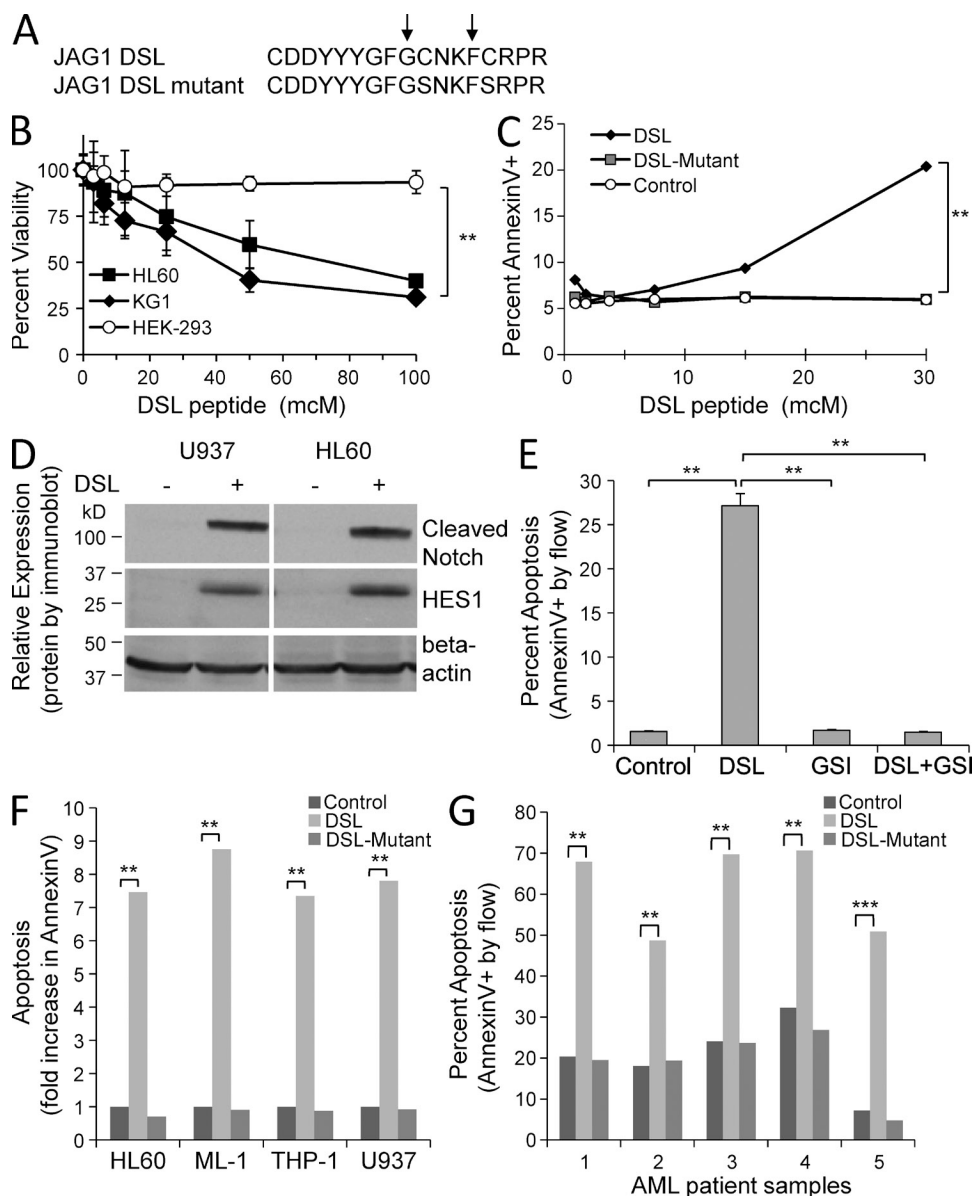 A
JAG1 DSL CDDYYYGFGCNKFCRPR
JAG1 DSL mutant CDDYYYGFGSNKFSRPR
B
Percent Viability
100
75
50
25
0
**
HL60
KG1
HEK-293
0 20 40 60 80 100
DSL peptide (mcM)
C
Percent AnnexinV+
25
20
15
10
5
0
DSL
DSL-Mutant
Control
**
0 10 20 30
DSL peptide (mcM)
D
Relative Expression
(protein by immunoblot)
U937 HL60
DSL - + - +
kD
100
Cleaved
Notch
37
25
HES1
50
37
beta-
actin
E
Percent Apoptosis
(AnnexinV+ by flow)
30
25
20
15
10
5
0
**
** **
Control DSL GSI DSL+GSI
F
Apoptosis
(fold increase in AnnexinV)
10
9
8
7
6
5
4
3
2
1
0
Control
DSL
DSL-Mutant
** ** ** **
HL60 ML-1 THP-1 U937
G
Percent Apoptosis
(AnnexinV+ by flow)
80
70
60
50
40
30
20
10
0
Control
DSL
DSL-Mutant
** ** ** ** ***
1 2 3 4 5
AML patient samples